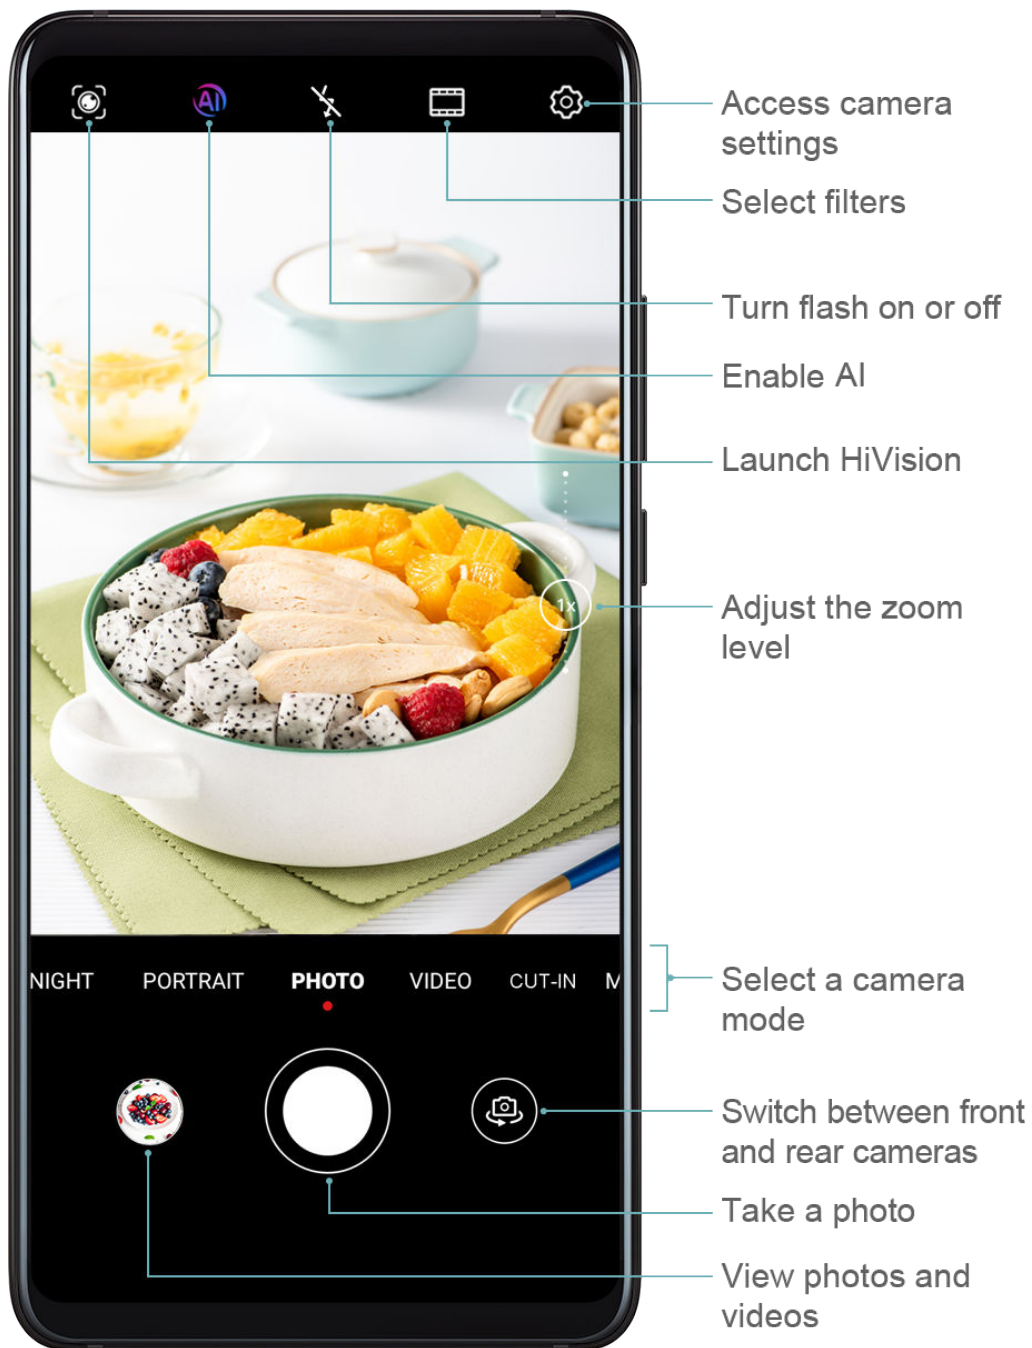 AI
Access camera
settings
Select filters
Turn flash on or off
Enable AI
Launch HiVision
1x
Adjust the zoom
level
NIGHT PORTRAIT PHOTO VIDEO CUT-IN M
Select a camera
mode
Switch between front
and rear cameras
Take a photo
View photos and
videos